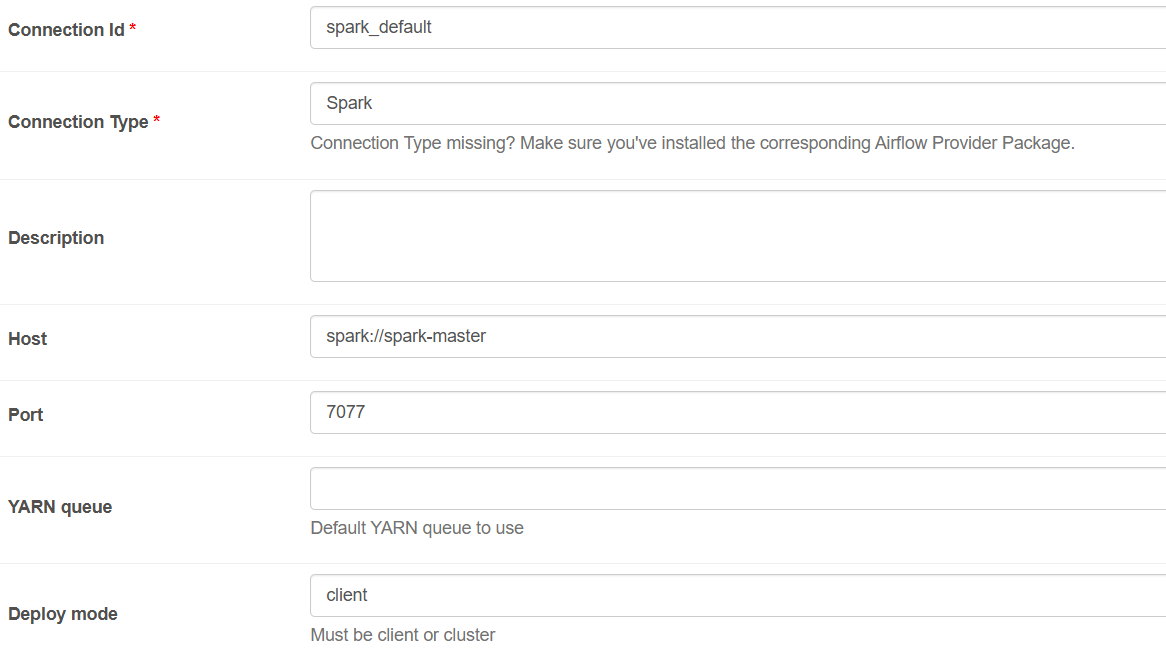 Connection Id *
spark_default
Connection Type *
Spark
Connection Type missing? Make sure you've installed the corresponding Airflow Provider Package.
Description
Host
spark://spark-master
Port
7077
YARN queue
Default YARN queue to use
Deploy mode
client
Must be client or cluster